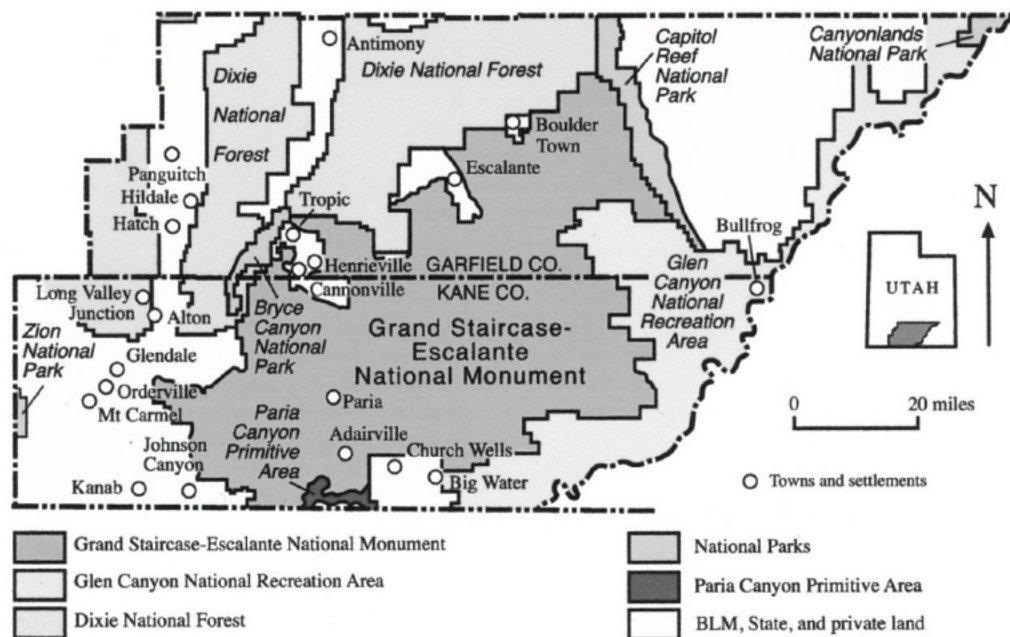 Antimony
Dixie National Forest
Capitol
Reef
National
Park
Canyonlands
National Park
Dixie
National
Forest
Boulder
Town
Panguitch
Escalante
Hildale
Tropic
Hatch
Bullfrog
N
Henrieville
GARFIELD CO.
Cannonville
KANE CO.
Glen
Canyon
National
Recreation
Area
Long Valley
Junction
Alton
Bryce
Canyon
National
Park
UTAH
Zion
National
Park
Grand Staircase-
Escalante
National Monument
Glendale
Orderville
Mt Carmel
Paria
0 20 miles
Paria
Canyon
Primitive
Area
Adairville
Church Wells
Johnson
Canyon
Kanab
Big Water
Towns and settlements
Grand Staircase-Escalante National Monument
Glen Canyon National Recreation Area
Dixie National Forest
National Parks
Paria Canyon Primitive Area
BLM, State, and private land